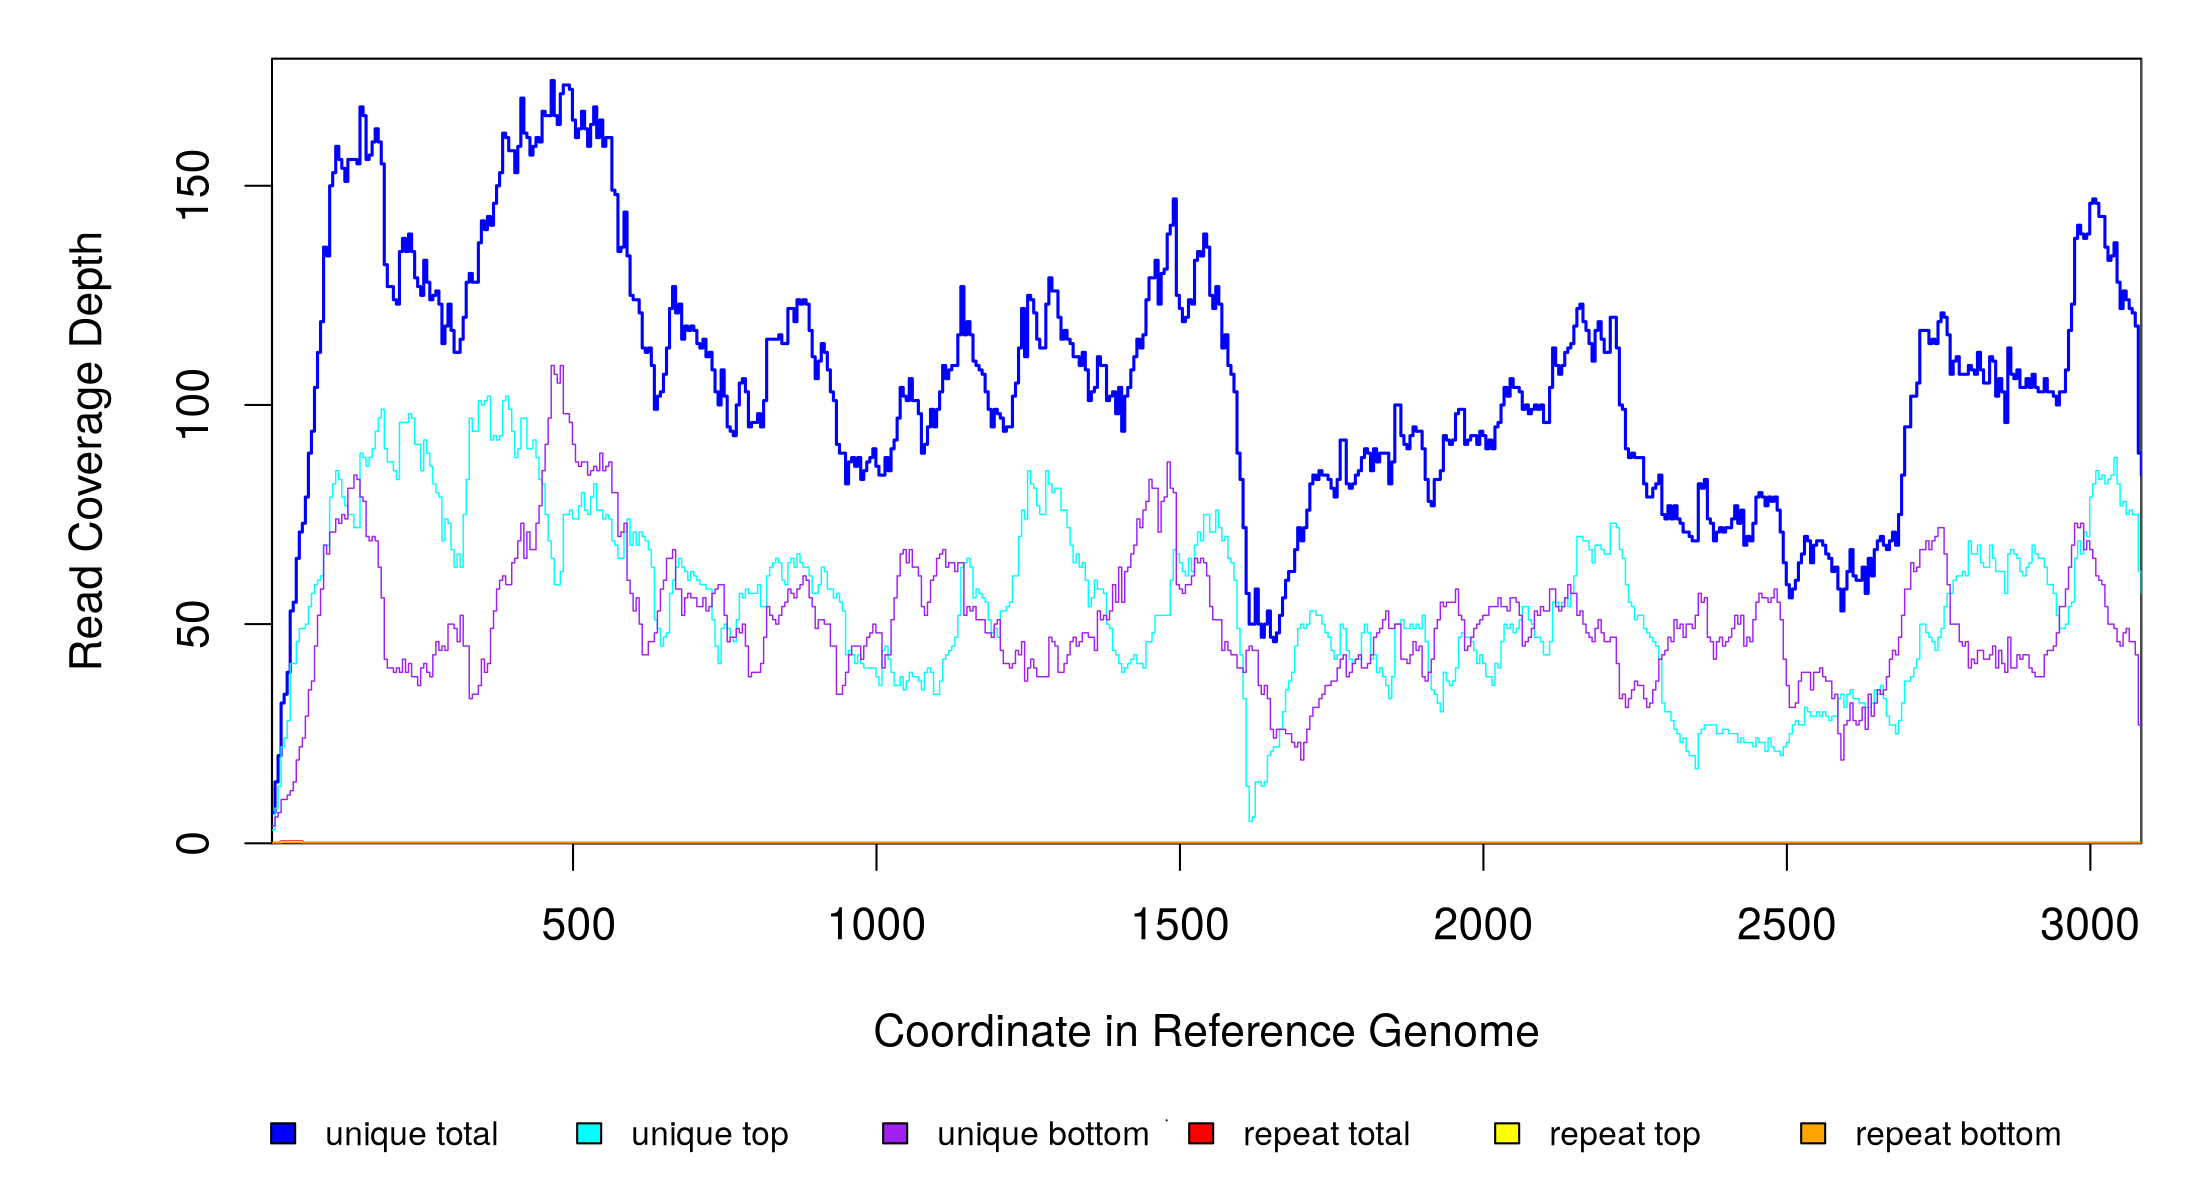 Read Coverage Depth
150
100
50
0
500 1000 1500 2000 2500 3000
Coordinate in Reference Genome
unique total unique top unique bottom repeat total repeat top repeat bottom